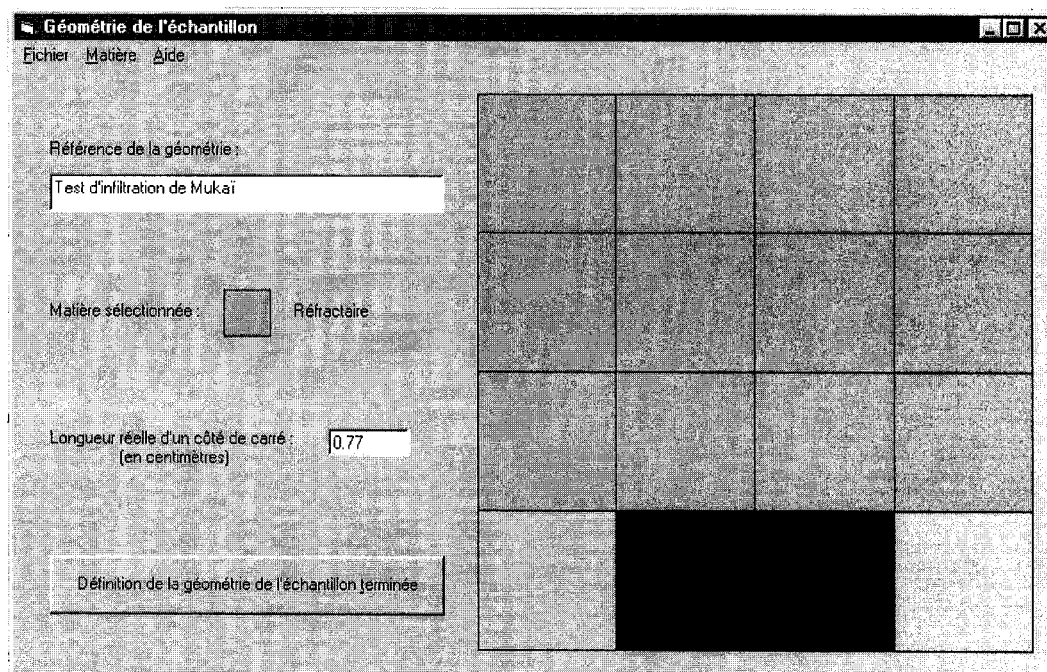 Géométrie de l'échantillon
Fichier Matière Aide
Référence de la géométrie :
Test d'infiltration de Mukaï
Matière sélectionnée : Réfractaire
Longueur réelle d'un côté de carré : 0.77
(en centimètres)
Définition de la géométrie de l'échantillon terminée